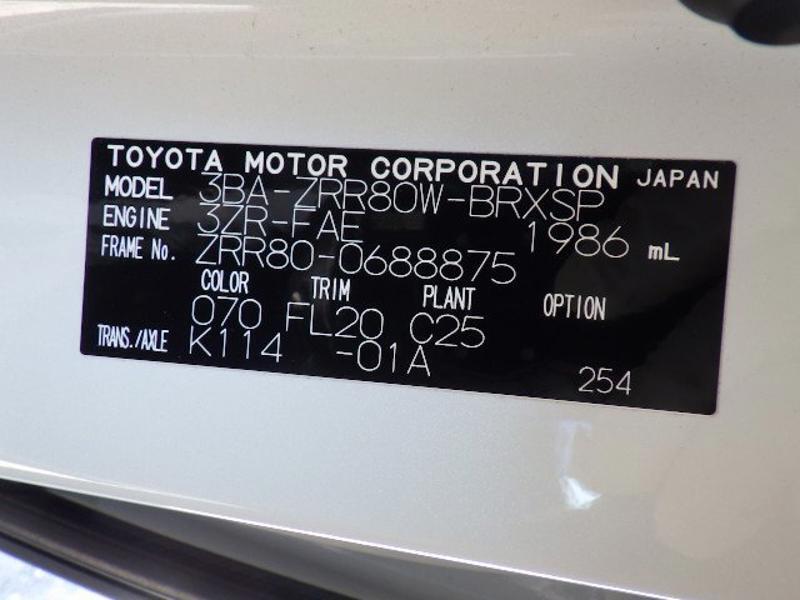 TOYOTA MOTOR CORPORATION JAPAN
MODEL 3BA-ZRR80W-BRXSP
ENGINE 3ZR-FAE 1986 mL
FRAME No. ZRR80-0688875
COLOR TRIM PLANT OPTION
070 FL20 C25
TRANS./AXLE K114 -01A 254